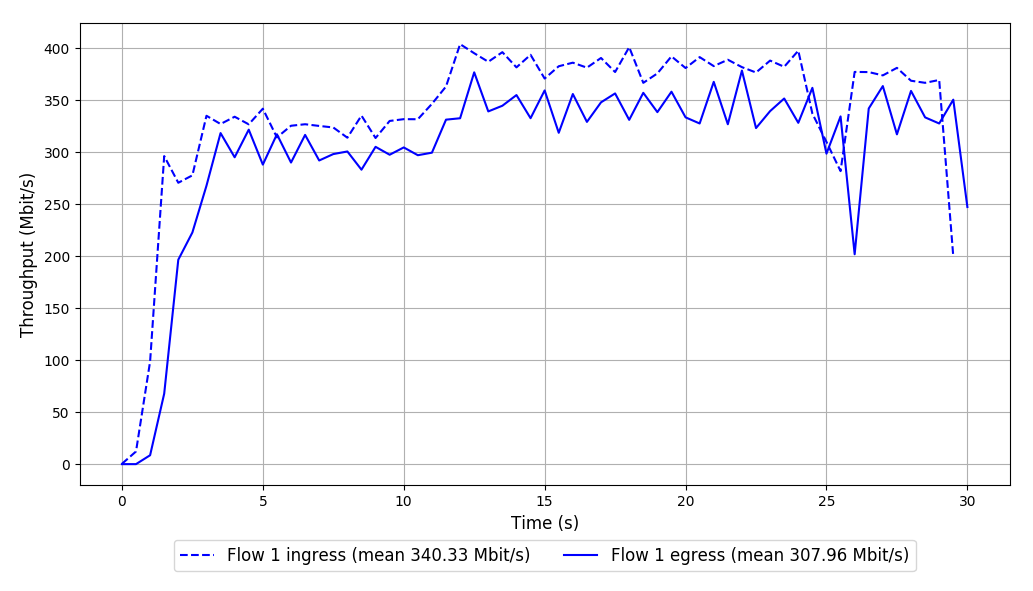 400
350
300
250
200
150
100
50
0
Throughput (Mbit/s)
0 5 10 15 20 25 30
Time (s)
Flow 1 ingress (mean 340.33 Mbit/s) Flow 1 egress (mean 307.96 Mbit/s)